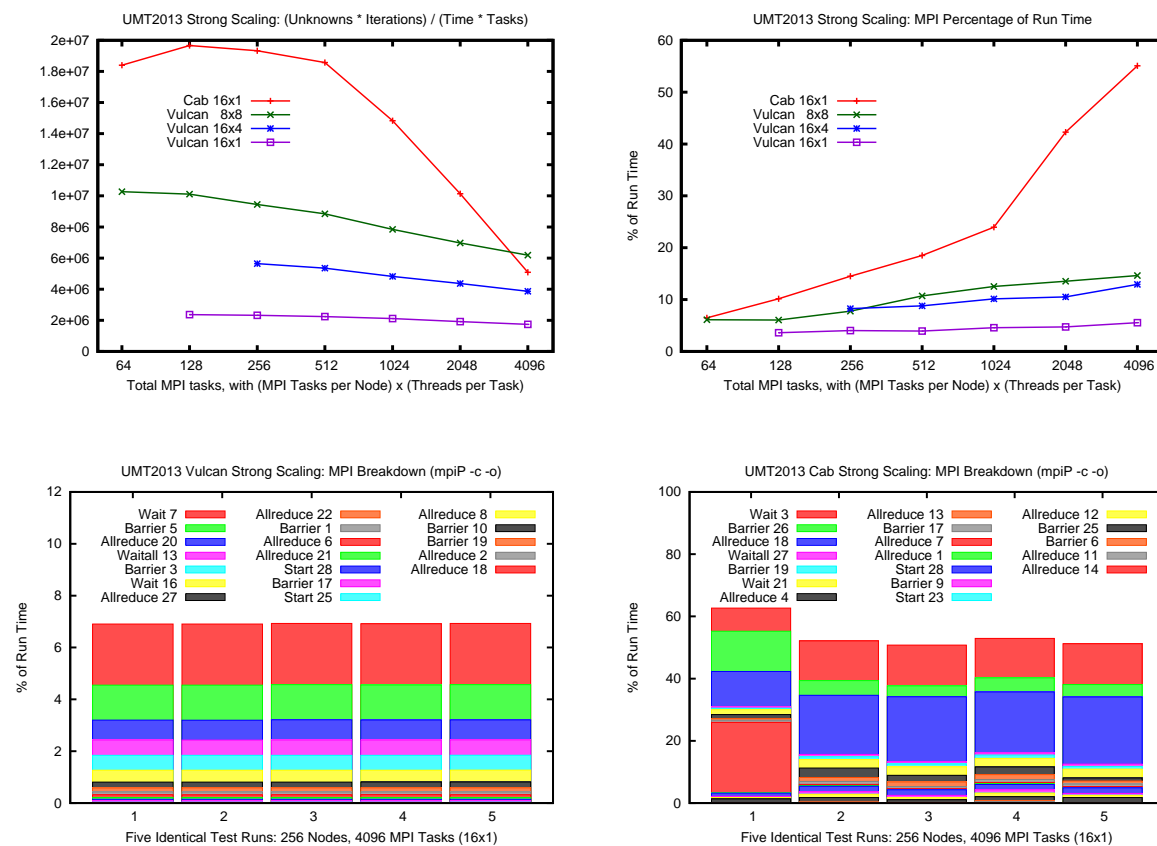 UMT2013 Strong Scaling: (Unknowns * Iterations) / (Time * Tasks)
2e+07
1.8e+07
1.6e+07
1.4e+07
1.2e+07
1e+07
8e+06
6e+06
4e+06
2e+06
0
Cab 16x1
Vulcan 8x8
Vulcan 16x4
Vulcan 16x1
64 128 256 512 1024 2048 4096
Total MPI tasks, with (MPI Tasks per Node) x (Threads per Task)
UMT2013 Strong Scaling: MPI Percentage of Run Time
% of Run Time
60
50
40
30
20
10
0
Cab 16x1
Vulcan 8x8
Vulcan 16x4
Vulcan 16x1
64 128 256 512 1024 2048 4096
Total MPI tasks, with (MPI Tasks per Node) x (Threads per Task)
UMT2013 Vulcan Strong Scaling: MPI Breakdown (mpiP -c -o)
% of Run Time
12
10
8
6
4
2
0
Wait 7
Barrier 5
Allreduce 20
Waitall 13
Barrier 3
Wait 16
Allreduce 27
Allreduce 22
Barrier 1
Allreduce 6
Allreduce 21
Start 28
Barrier 17
Start 25
Allreduce 8
Barrier 10
Barrier 19
Allreduce 2
Allreduce 18
1 2 3 4 5
Five Identical Test Runs: 256 Nodes, 4096 MPI Tasks (16x1)
UMT2013 Cab Strong Scaling: MPI Breakdown (mpiP -c -o)
% of Run Time
100
80
60
40
20
0
Wait 3
Barrier 26
Allreduce 18
Waitall 27
Barrier 19
Wait 21
Allreduce 4
Allreduce 13
Barrier 17
Allreduce 7
Allreduce 1
Start 28
Barrier 9
Start 23
Allreduce 12
Barrier 25
Barrier 6
Allreduce 11
Allreduce 14
1 2 3 4 5
Five Identical Test Runs: 256 Nodes, 4096 MPI Tasks (16x1)